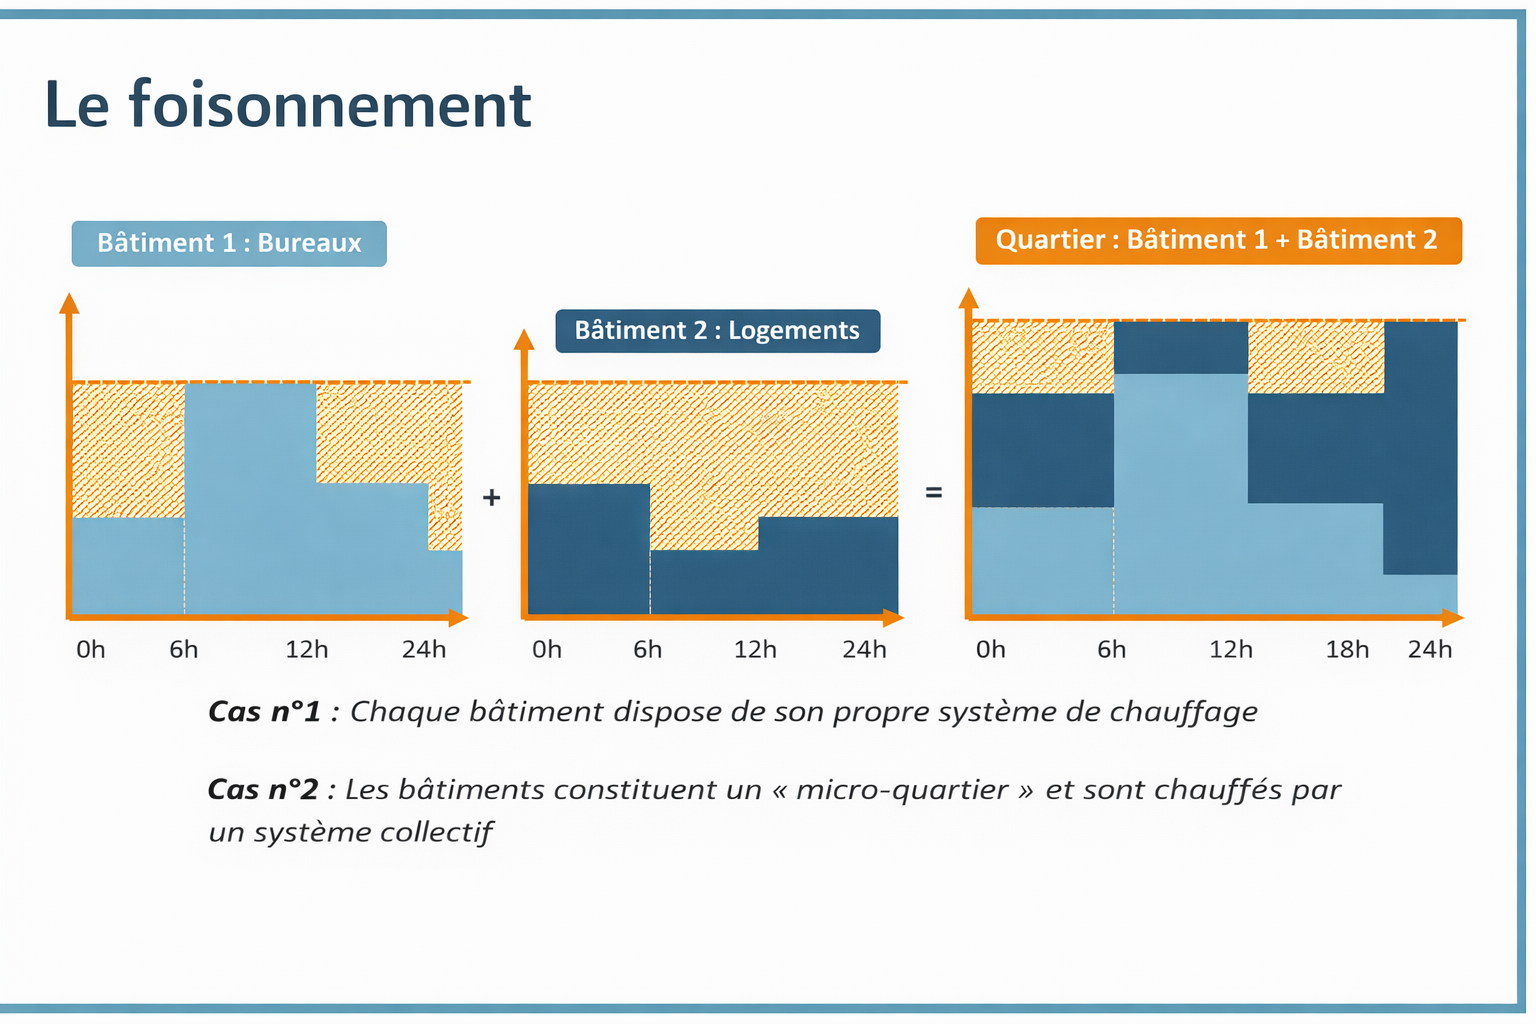 Le foisonnement
Bâtiment 1 : Bureaux
Bâtiment 2 : Logements
Quartier : Bâtiment 1 + Bâtiment 2
+
=
0h 6h 12h 24h
0h 6h 12h 24h
0h 6h 12h 18h 24h
Cas n°1 : Chaque bâtiment dispose de son propre système de chauffage
Cas n°2 : Les bâtiments constituent un « micro-quartier » et sont chauffés par
un système collectif